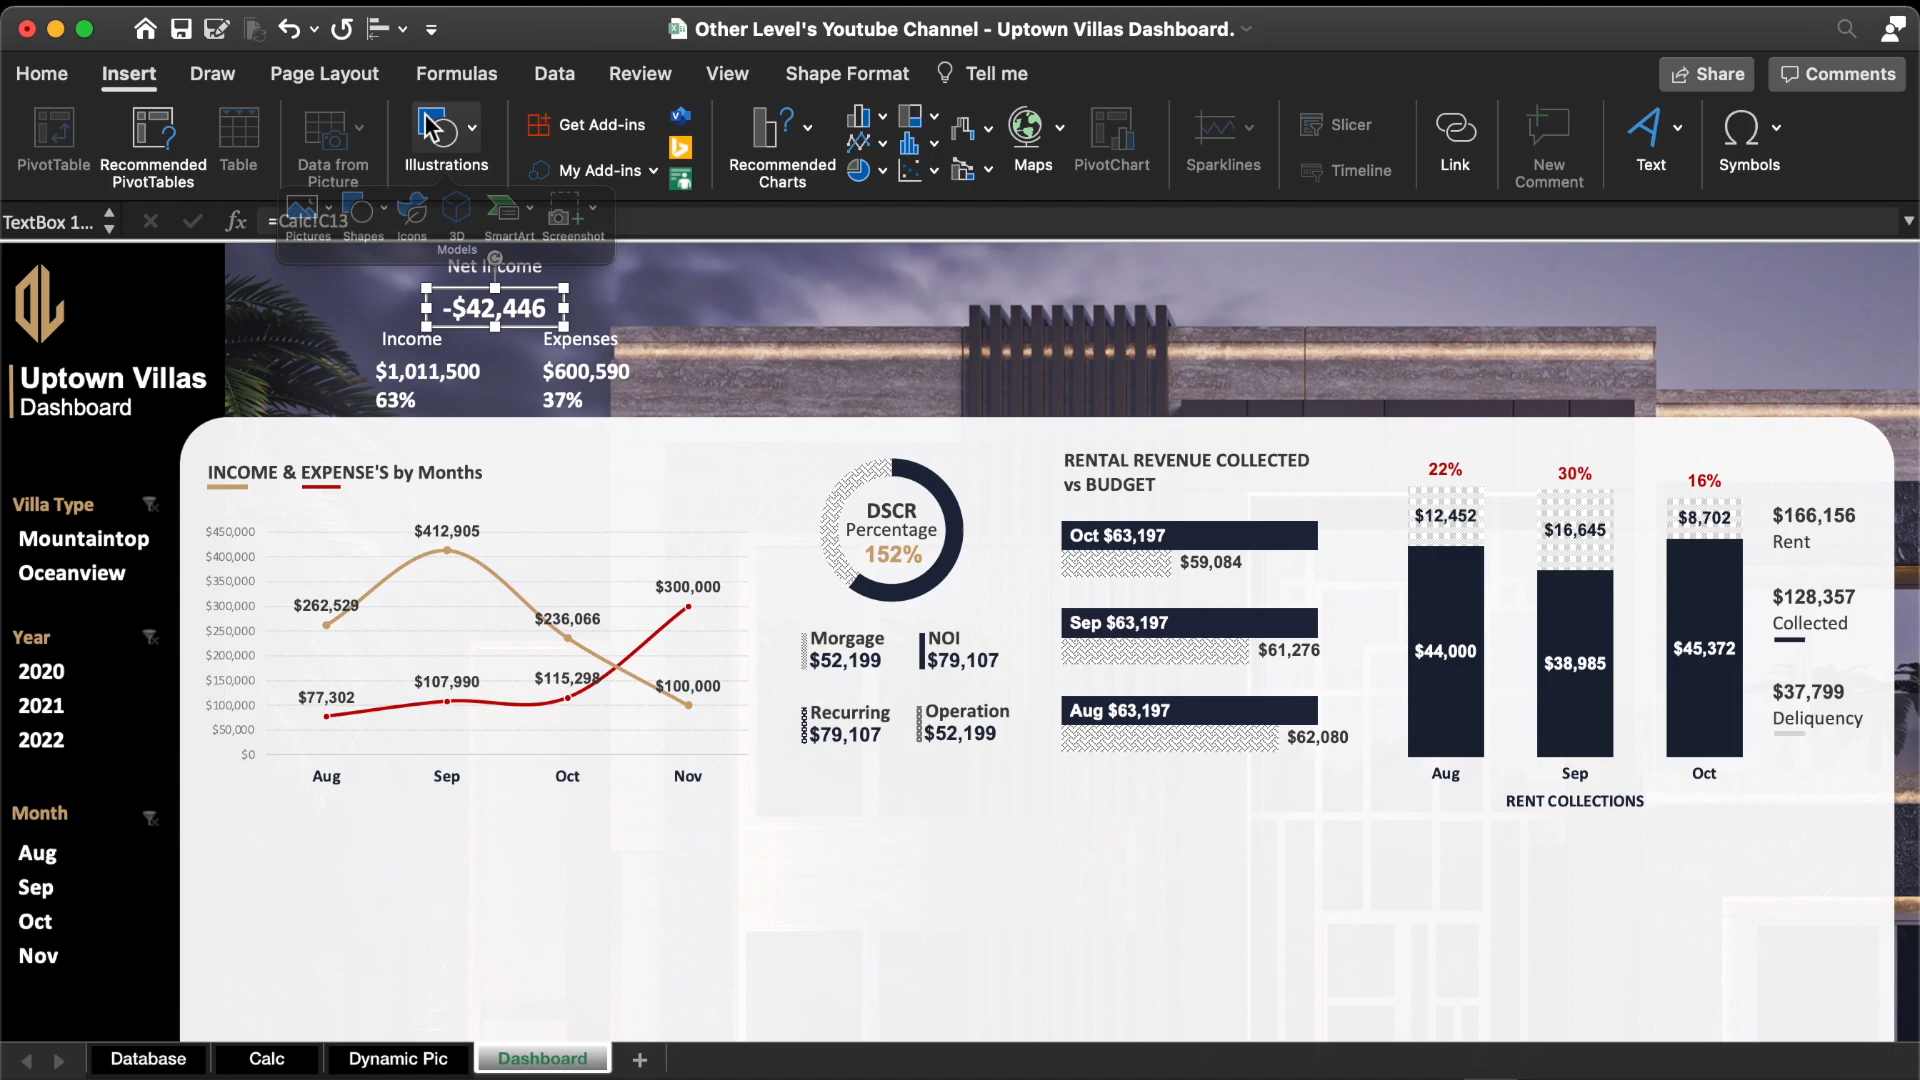 Other Level's Youtube Channel - Uptown Villas Dashboard.
Home Insert Draw Page Layout Formulas Data Review View Shape Format Tell me Share Comments
PivotTable
Recommended
PivotTables
Table
Data from
Picture
Illustrations
Get Add-ins
My Add-ins
Recommended
Charts
Maps
PivotChart
Sparklines
Slicer
Timeline
Link
New
Comment
Text
Symbols
TextBox 1...
fx
=Calc!C13
Pictures Shapes Icons 3D
Models SmartArt Screenshot
Net Income
-$42,446
Income Expenses
$1,011,500 $600,590
63% 37%
Uptown Villas
Dashboard
Villa Type
Mountaintop
Oceanview
Year
2020
2021
2022
Month
Aug
Sep
Oct
Nov
INCOME & EXPENSE'S by Months
$450,000
$400,000
$350,000
$300,000
$250,000
$200,000
$150,000
$100,000
$50,000
$0
$412,905
$262,529
$236,066
$300,000
$77,302
$107,990
$115,298
$100,000
Aug Sep Oct Nov
DSCR
Percentage
152%
Morgage
$52,199
NOI
$79,107
Recurring
$79,107
Operation
$52,199
RENTAL REVENUE COLLECTED
vs BUDGET
Oct $63,197
$59,084
Sep $63,197
$61,276
Aug $63,197
$62,080
22% 30% 16%
$12,452 $16,645 $8,702
$44,000 $38,985 $45,372
Aug Sep Oct
RENT COLLECTIONS
$166,156
Rent
$128,357
Collected
$37,799
Deliquency
Database Calc Dynamic Pic Dashboard